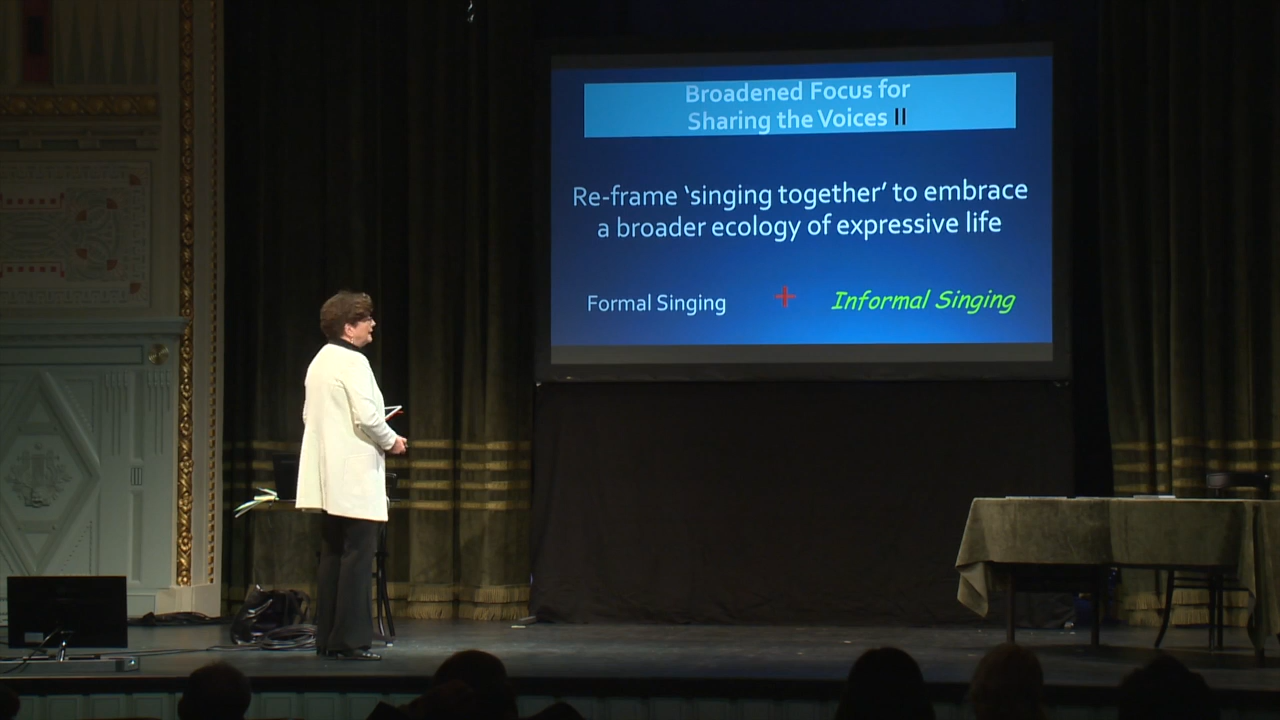 Broadened Focus for
Sharing the Voices II
Re-frame ‘singing together’ to embrace
a broader ecology of expressive life
Formal Singing + Informal Singing